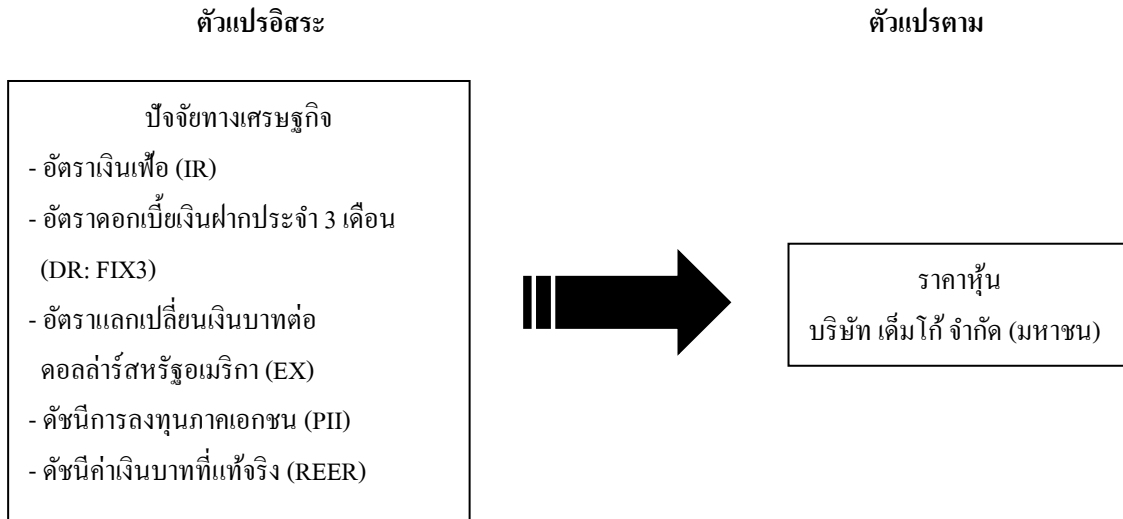 ตัวแปรอิสระ
ตัวแปรตาม
ปัจจัยทางเศรษฐกิจ
- อัตราเงินเฟ้อ (IR)
- อัตราดอกเบี้ยเงินฝากประจำ 3 เดือน
(DR: FIX3)
- อัตราแลกเปลี่ยนเงินบาทต่อ
ดอลล่าร์สหรัฐอเมริกา (EX)
- ดัชนีการลงทุนภาคเอกชน (PII)
- ดัชนีค่าเงินบาทที่แท้จริง (REER)
ราคาหุ้น
บริษัท เด็มโก้ จำกัด (มหาชน)